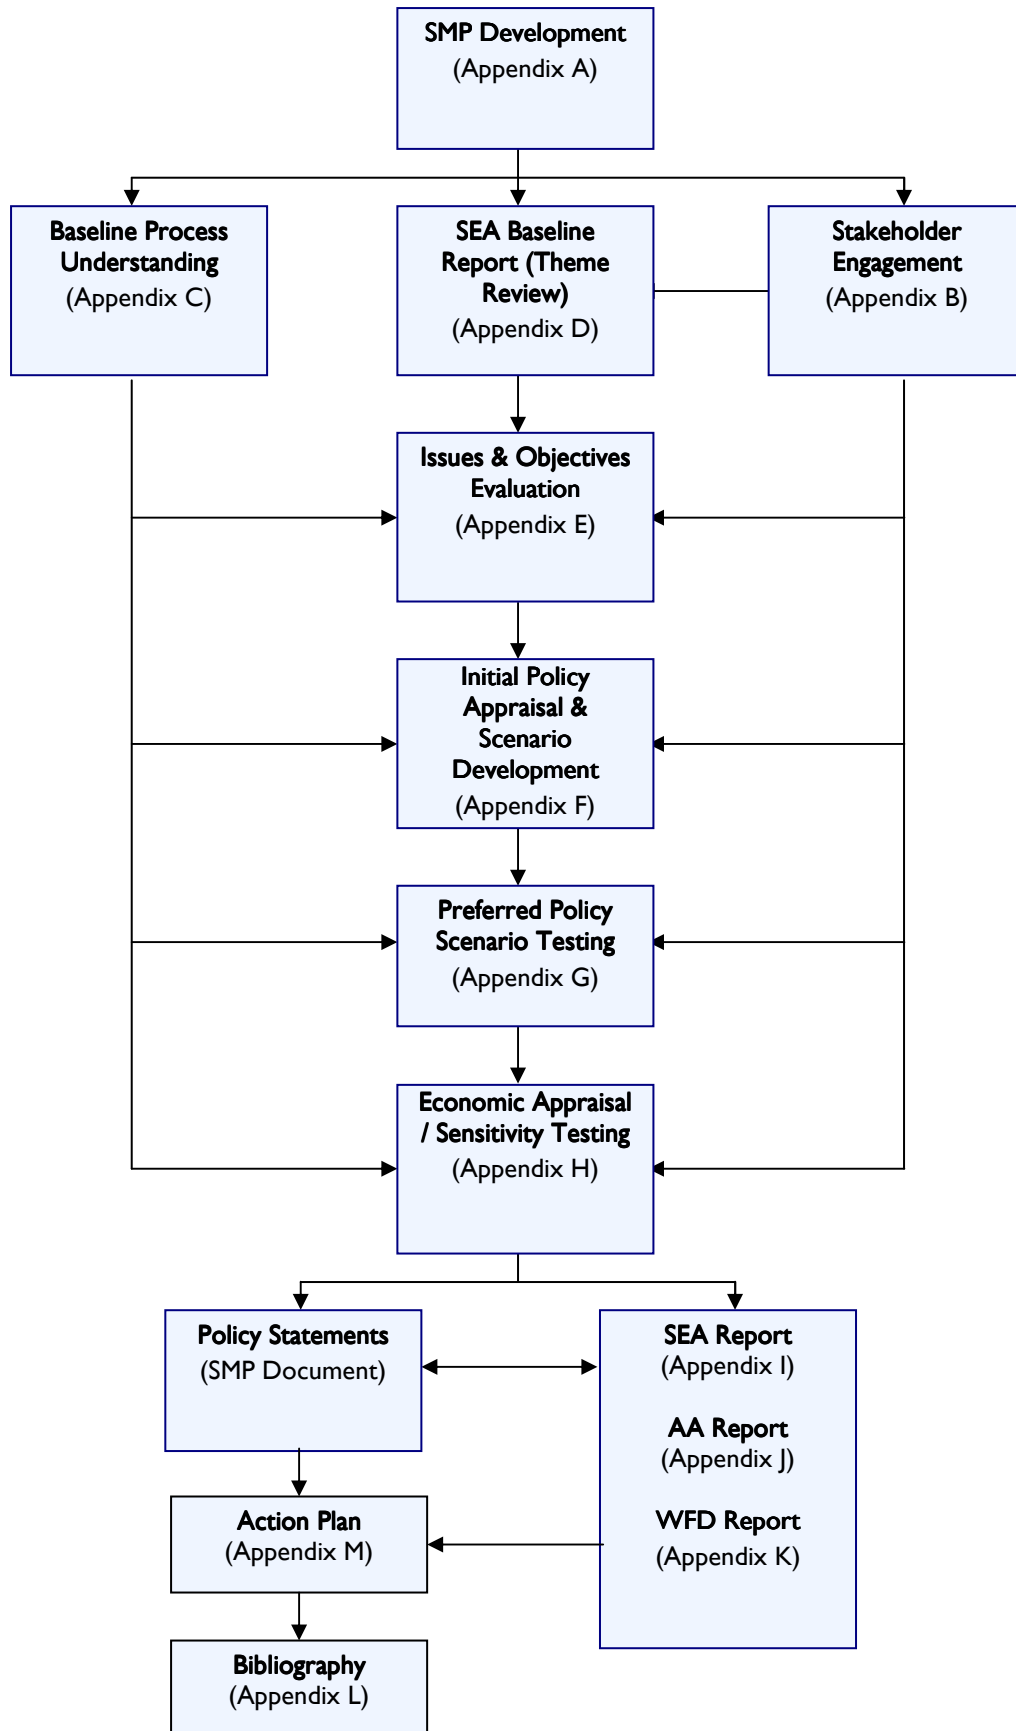 SMP Development
(Appendix A)
Baseline Process
Understanding
(Appendix C)
SEA Baseline
Report (Theme
Review)
(Appendix D)
Stakeholder
Engagement
(Appendix B)
Issues & Objectives
Evaluation
(Appendix E)
Initial Policy
Appraisal &
Scenario
Development
(Appendix F)
Preferred Policy
Scenario Testing
(Appendix G)
Economic Appraisal
/ Sensitivity Testing
(Appendix H)
Policy Statements
(SMP Document)
SEA Report
(Appendix I)
AA Report
(Appendix J)
WFD Report
(Appendix K)
Action Plan
(Appendix M)
Bibliography
(Appendix L)